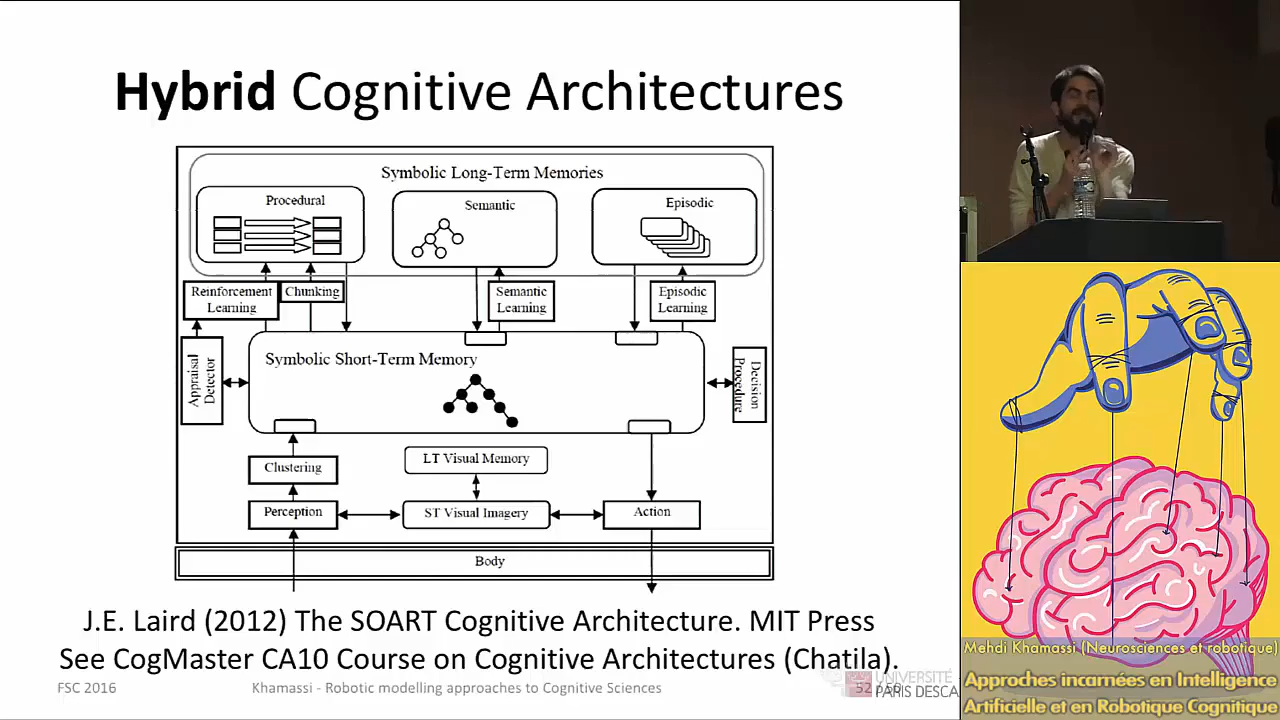 Hybrid Cognitive Architectures
Symbolic Long-Term Memories
Procedural
Semantic
Episodic
Reinforcement
Learning
Chunking
Semantic
Learning
Episodic
Learning
Symbolic Short-Term Memory
Appraisal
Detector
Decision
Procedure
Clustering
LT Visual Memory
Perception
ST Visual Imagery
Action
Body
J.E. Laird (2012) The SOART Cognitive Architecture. MIT Press
See CogMaster CA10 Course on Cognitive Architectures (Chatila).
FSC 2016
Khamassi - Robotic modelling approaches to Cognitive Sciences
52
UNIVERSITÉ
PARIS DESCA
Mehdi Khamassi (Neurosciences et robotique)
Approches incarnées en Intelligence
Artificielle et en Robotique Cognitique